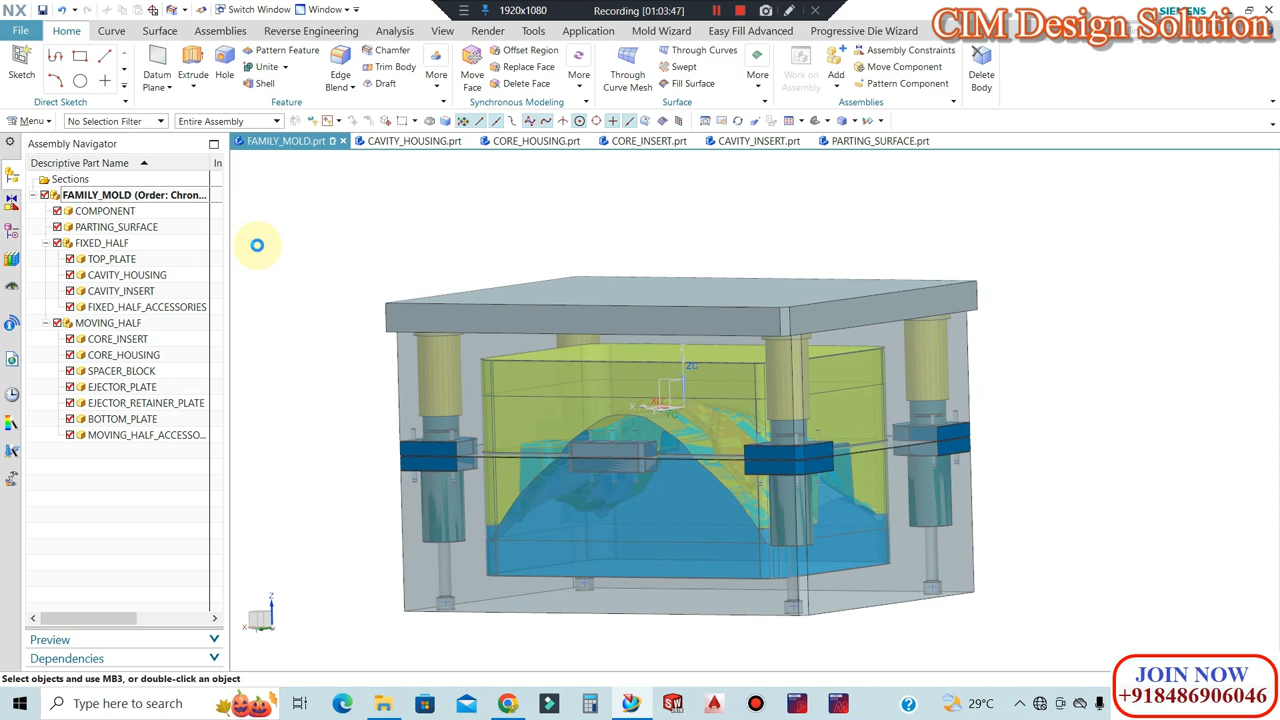 NX Switch Window Window 1920x1080 Recording [01:03:47] SIEMENS
CIM Design Solution
File Home Curve Surface Assemblies Reverse Engineering Analysis View Render Tools Application Mold Wizard Easy Fill Advanced Progressive Die Wizard
Sketch
Direct Sketch
Datum Plane
Extrude
Hole
Pattern Feature
Unite
Shell
Edge Blend
Chamfer
Trim Body
Draft
More
Feature
Move Face
Offset Region
Replace Face
Delete Face
More
Synchronous Modeling
Through Curve Mesh
Through Curves
Swept
Fill Surface
More
Surface
Work on Assembly
Add
Assembly Constraints
Move Component
Pattern Component
Assemblies
Delete Body
Menu No Selection Filter Entire Assembly
Assembly Navigator
FAMILY_MOLD.prt CAVITY_HOUSING.prt CORE_HOUSING.prt CORE_INSERT.prt CAVITY_INSERT.prt PARTING_SURFACE.prt
Descriptive Part Name In
Sections
FAMILY_MOLD (Order: Chron...
COMPONENT
PARTING_SURFACE
FIXED_HALF
TOP_PLATE
CAVITY_HOUSING
CAVITY_INSERT
FIXED_HALF_ACCESSORIES
MOVING_HALF
CORE_INSERT
CORE_HOUSING
SPACER_BLOCK
EJECTOR_PLATE
EJECTOR_RETAINER_PLATE
BOTTOM_PLATE
MOVING_HALF_ACCESSO...
ZC
XC
YC
Z
X
Preview
Dependencies
Select objects and use MB3, or double-click an object
JOIN NOW
+918486906046
Type here to search
29°C